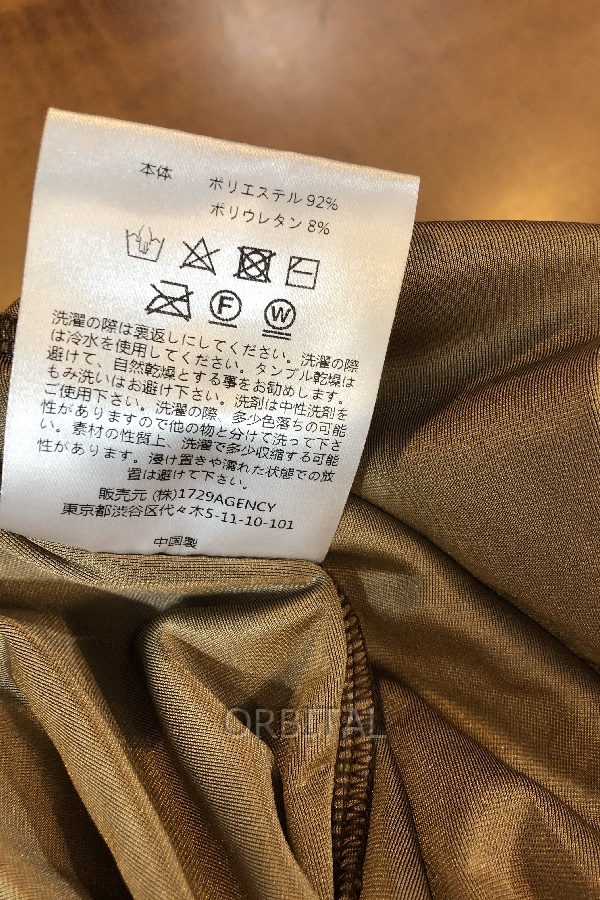 本体 ポリエステル 92%
ポリウレタン 8%
F W
洗濯の際は裏返しにしてください。洗濯の際
は冷水を使用してください。タンブル乾燥は
避けて、自然乾燥とする事をお勧めします。
もみ洗いはお避け下さい。洗剤は中性洗剤を
ご使用下さい。洗濯の際、多少色落ちの可能
性がありますので他の物と分けて洗って下さ
い。素材の性質上、洗濯で多少収縮する可能
性があります。浸け置きや濡れた状態での放
置は避けて下さい。
販売元 (株)1729AGENCY
東京都渋谷区代々木5-11-10-101
中国製
ORBITAL